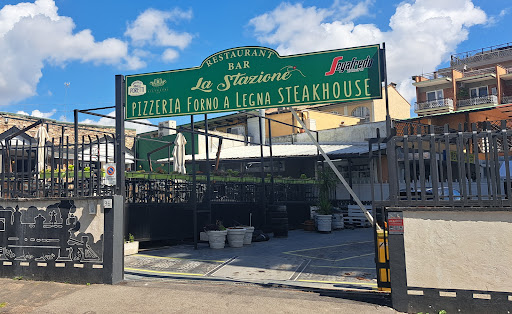 RESTAURANT
BAR
La Stazione
Segafredo
PIZZERIA FORNO A LEGNA STEAKHOUSE